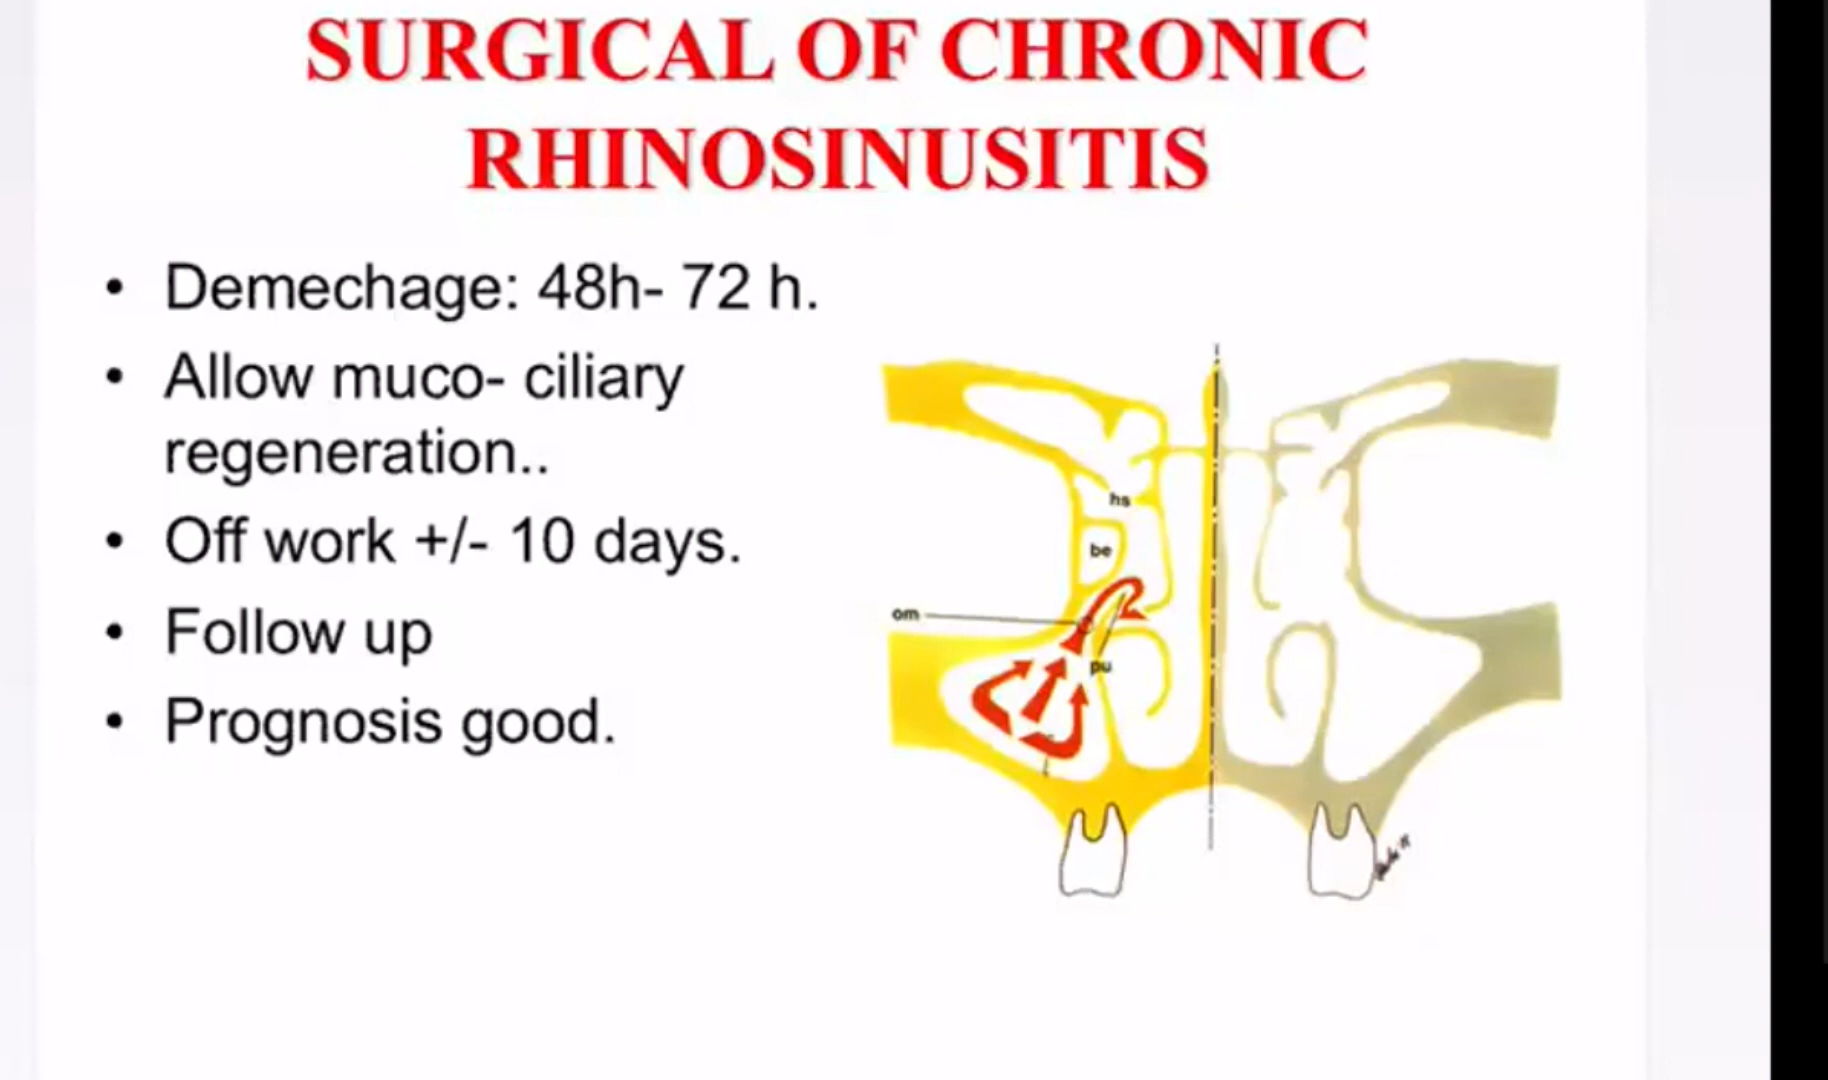 SURGICAL OF CHRONIC
RHINOSINUSITIS
• Demechage: 48h- 72 h.
• Allow muco- ciliary
regeneration..
• Off work +/- 10 days.
• Follow up
• Prognosis good.
hs
be
om
pu